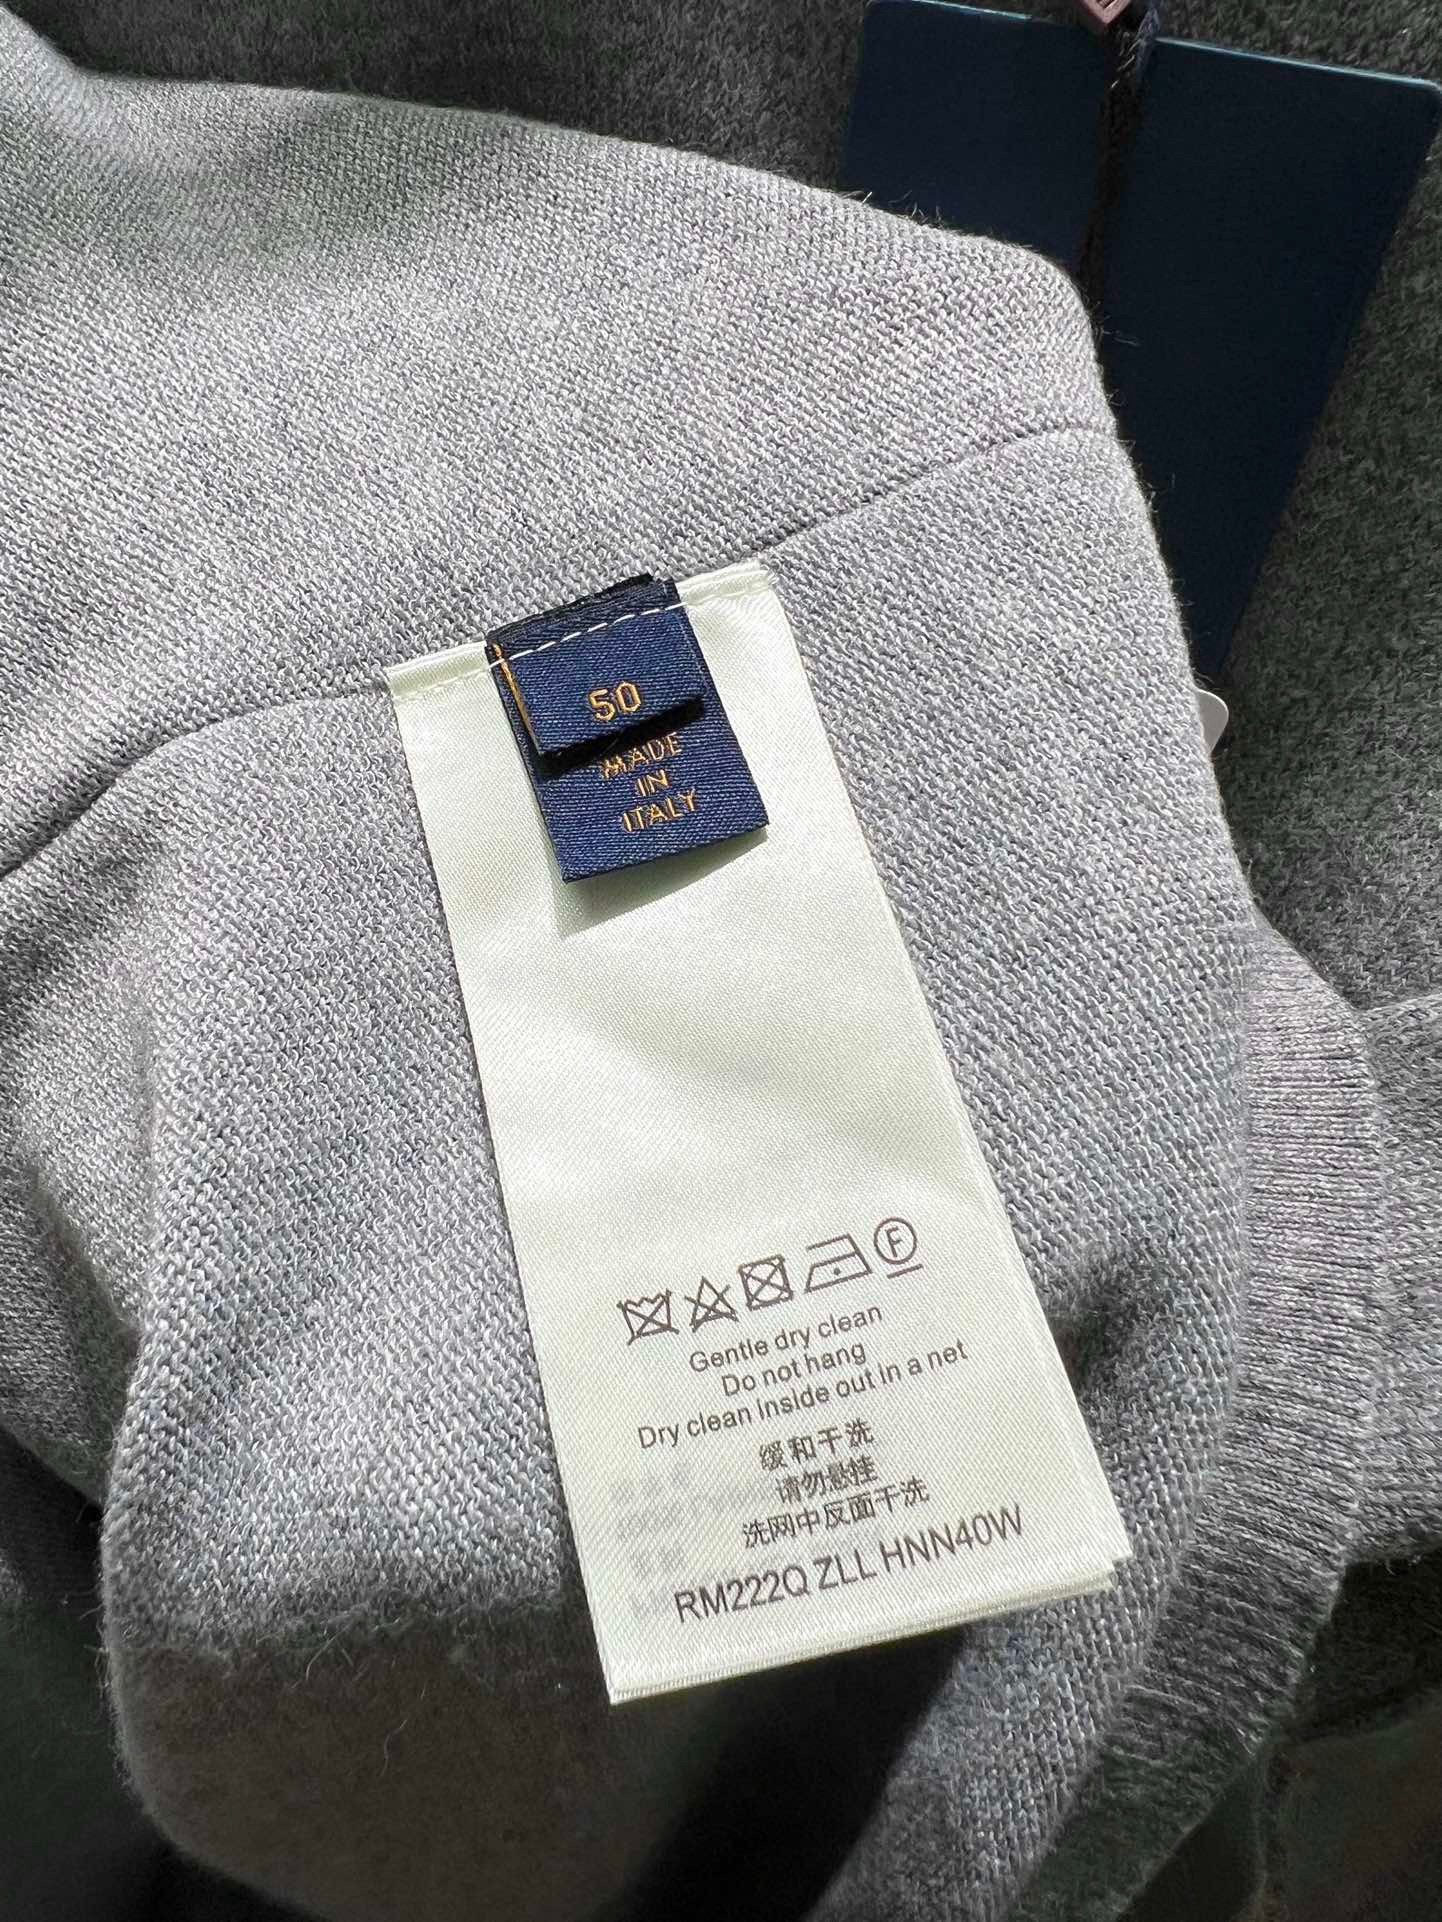 50
MADE
IN
ITALY
F
Gentle dry clean
Do not hang
Dry clean inside out in a net
缓和干洗
请勿悬挂
洗网中反面干洗
RM222Q ZLL HNN40W